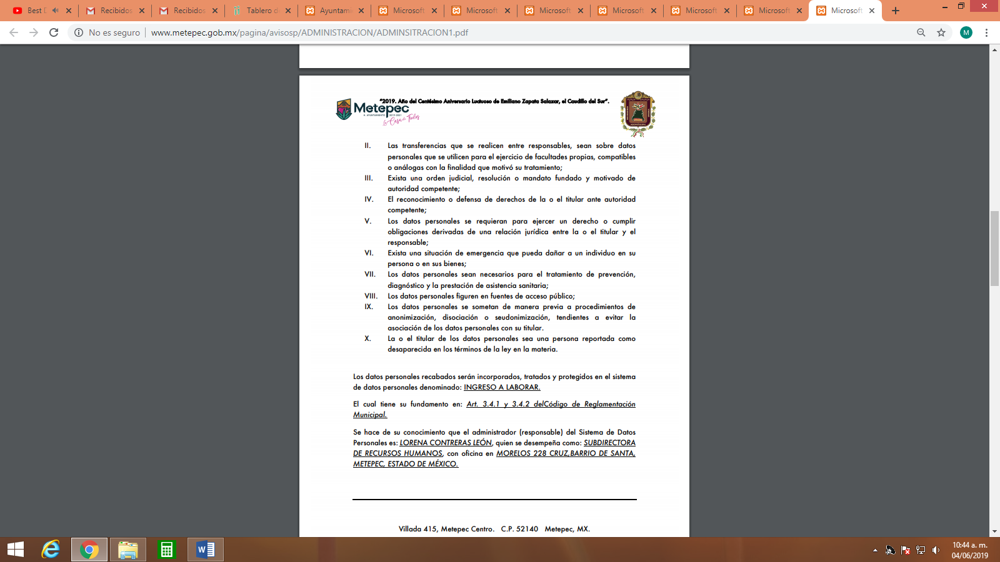 Best D
Recibidos
Recibidos
Tablero d
Ayuntami
Microsoft
Microsoft
Microsoft
Microsoft
Microsoft
Microsoft
Microsoft
No es seguro
www.metepec.gob.mx/pagina/avisosp/ADMINISTRACION/ADMINSITRACION1.pdf
M
"2019. Año del Centésimo Aniversario Luctuoso de Emiliano Zapata Salazar, el Caudillo del Sur".
Metepec
H. AYUNTAMIENTO 2019-2021
La Casa de Todos
II. Las transferencias que se realicen entre responsables, sean sobre datos
personales que se utilicen para el ejercicio de facultades propias, compatibles
o análogas con la finalidad que motivó su tratamiento;
III. Exista una orden judicial, resolución o mandato fundado y motivado de
autoridad competente;
IV. El reconocimiento o defensa de derechos de la o el titular ante autoridad
competente;
V. Los datos personales se requieran para ejercer un derecho o cumplir
obligaciones derivadas de una relación jurídica entre la o el titular y el
responsable;
VI. Exista una situación de emergencia que pueda dañar a un individuo en su
persona o en sus bienes;
VII. Los datos personales sean necesarios para el tratamiento de prevención,
diagnóstico y la prestación de asistencia sanitaria;
VIII. Los datos personales figuren en fuentes de acceso público;
IX. Los datos personales se sometan de manera previa a procedimientos de
anonimización, disociación o seudonimización, tendientes a evitar la
asociación de los datos personales con su titular.
X. La o el titular de los datos personales sea una persona reportada como
desaparecida en los términos de la ley en la materia.
Los datos personales recabados serán incorporados, tratados y protegidos en el sistema
de datos personales denominado: INGRESO A LABORAR.
El cual tiene su fundamento en: Art. 3.4.1 y 3.4.2 delCódigo de Reglamentación
Municipal.
Se hace de su conocimiento que el administrador (responsable) del Sistema de Datos
Personales es: LORENA CONTRERAS LEÓN, quien se desempeña como: SUBDIRECTORA
DE RECURSOS HUMANOS, con oficina en MORELOS 228 CRUZ,BARRIO DE SANTA,
METEPEC, ESTADO DE MÉXICO.
Villada 415, Metepec Centro. C.P. 52140 Metepec, MX.
10:44 a. m.
04/06/2019